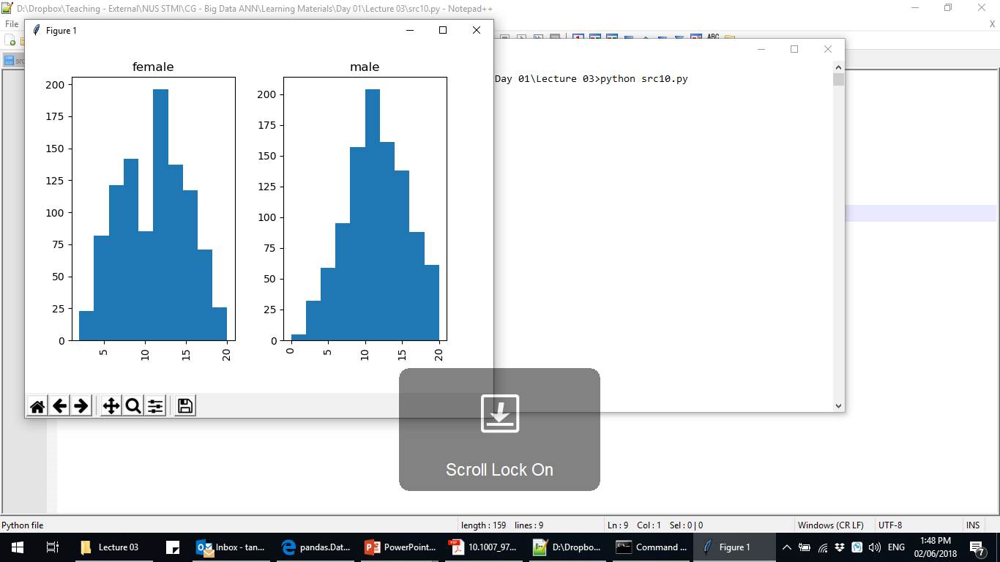 D:\Dropbox\Teaching - External\NUS STMI\CG - Big Data ANN\Learning Materials\Day 01\Lecture 03\src10.py - Notepad++
File
X
Figure 1
female
200
175
150
125
100
75
50
25
0
5
10
15
20
male
200
175
150
125
100
75
50
25
0
0
5
10
15
20
Day 01\Lecture 03>python src10.py
Scroll Lock On
Python file
length : 159 lines : 9
Ln : 9 Col : 1 Sel : 0 | 0
Windows (CR LF)
UTF-8
INS
Lecture 03
Inbox - tan...
pandas.Dat...
PowerPoint...
10.1007_97...
D:\Dropbo...
Command ...
Figure 1
ENG
1:48 PM
02/06/2018
7